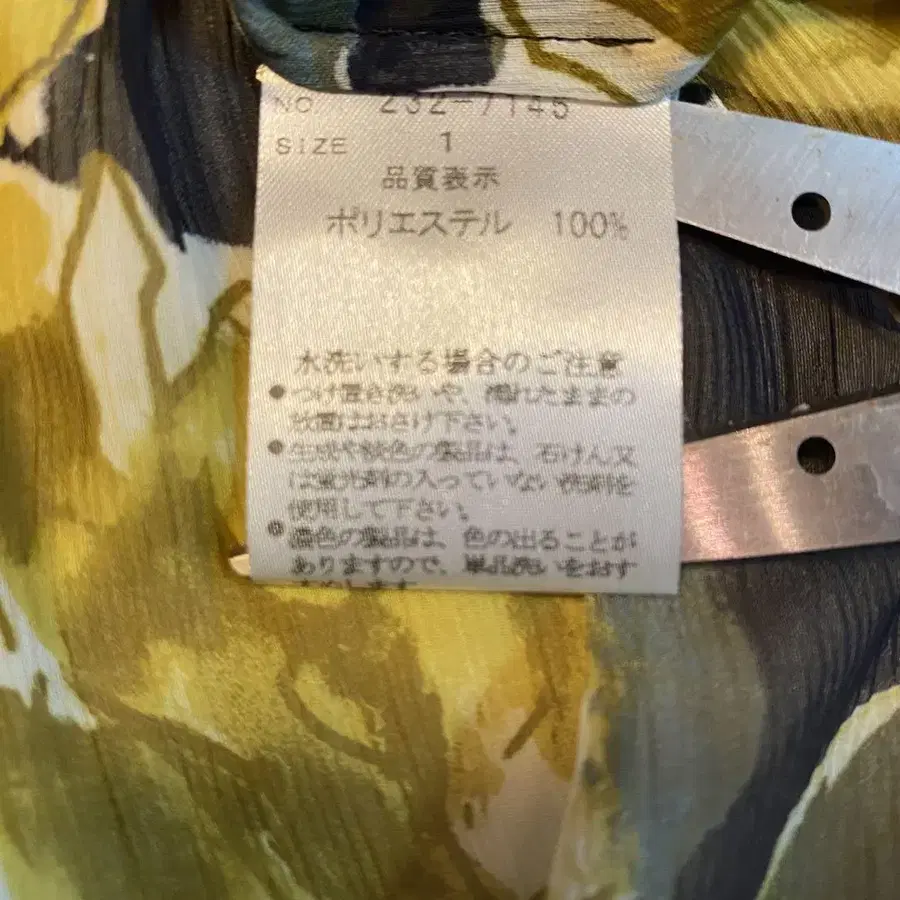 NO 232-7145
SIZE 1
品質表示
ポリエステル 100%
水洗いする場合のご注意
●つけ置き洗いや、濡れたままの
放置はおさけ下さい。
●生成や淡色の製品は、石けん又
は蛍光剤の入っていない洗剤を
使用して下さい。
●濃色の製品は、色の出ることが
ありますので、単品洗いをおす
すめします